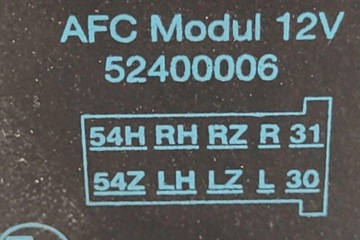 AFC Modul 12V
52400006
54H RH RZ R 31
54Z LH LZ L 30